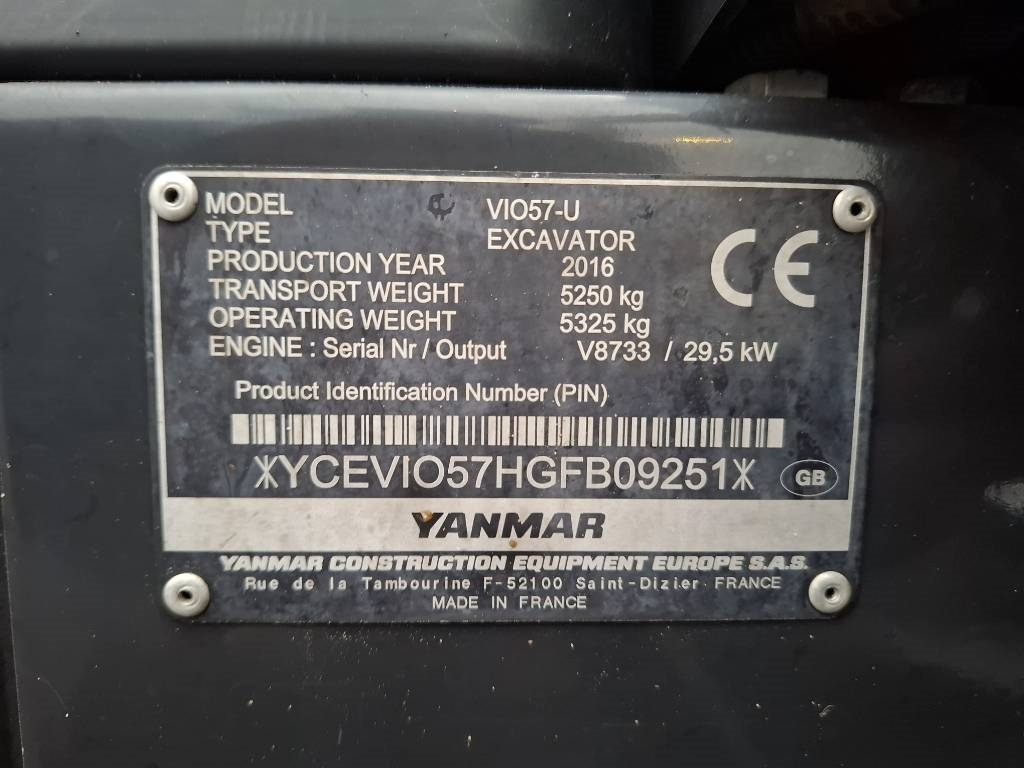 MODEL VIO57-U
TYPE EXCAVATOR
PRODUCTION YEAR 2016
TRANSPORT WEIGHT 5250 kg
OPERATING WEIGHT 5325 kg
ENGINE : Serial Nr / Output V8733 / 29,5 kW
CE
Product Identification Number (PIN)
*YCEVIO57HGFB09251*
GB
YANMAR
YANMAR CONSTRUCTION EQUIPMENT EUROPE S.A.S.
Rue de la Tambourine F-52100 Saint-Dizier FRANCE
MADE IN FRANCE